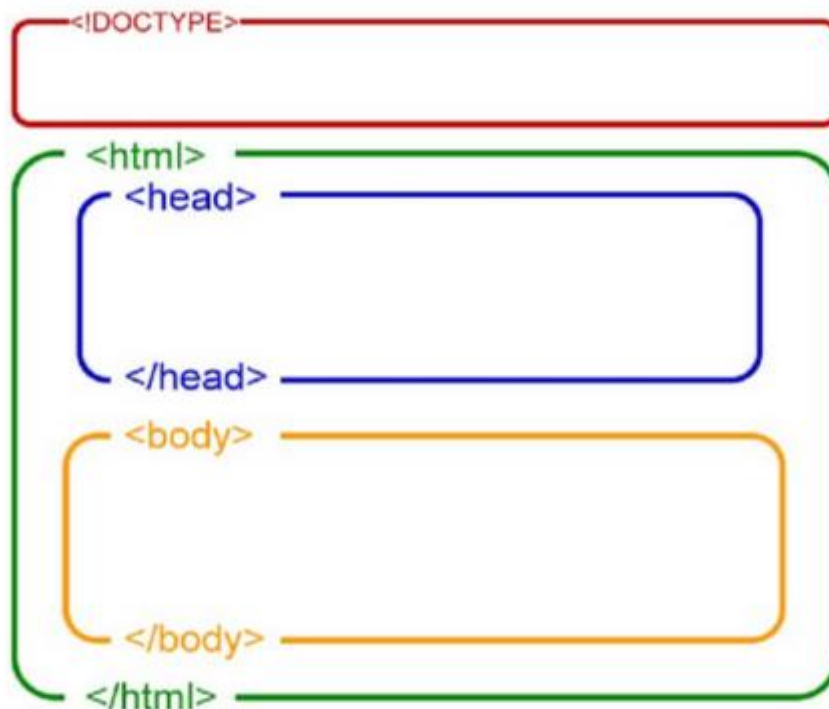 <!DOCTYPE>
<html>
<head>
</head>
<body>
</body>
</html>